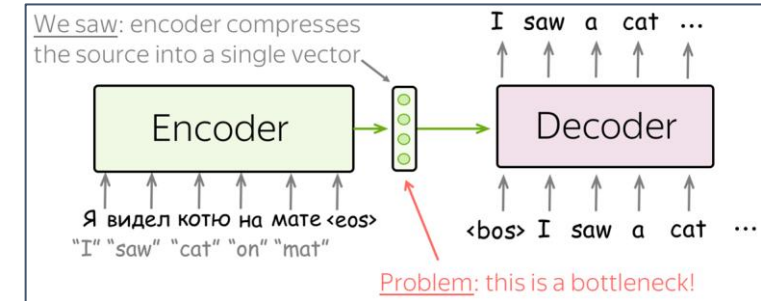 We saw: encoder compresses
the source into a single vector
I saw a cat ...
Encoder
Decoder
Я видел котю на мате <eos>
"I" "saw" "cat" "on" "mat"
<bos> I saw a cat ...
Problem: this is a bottleneck!